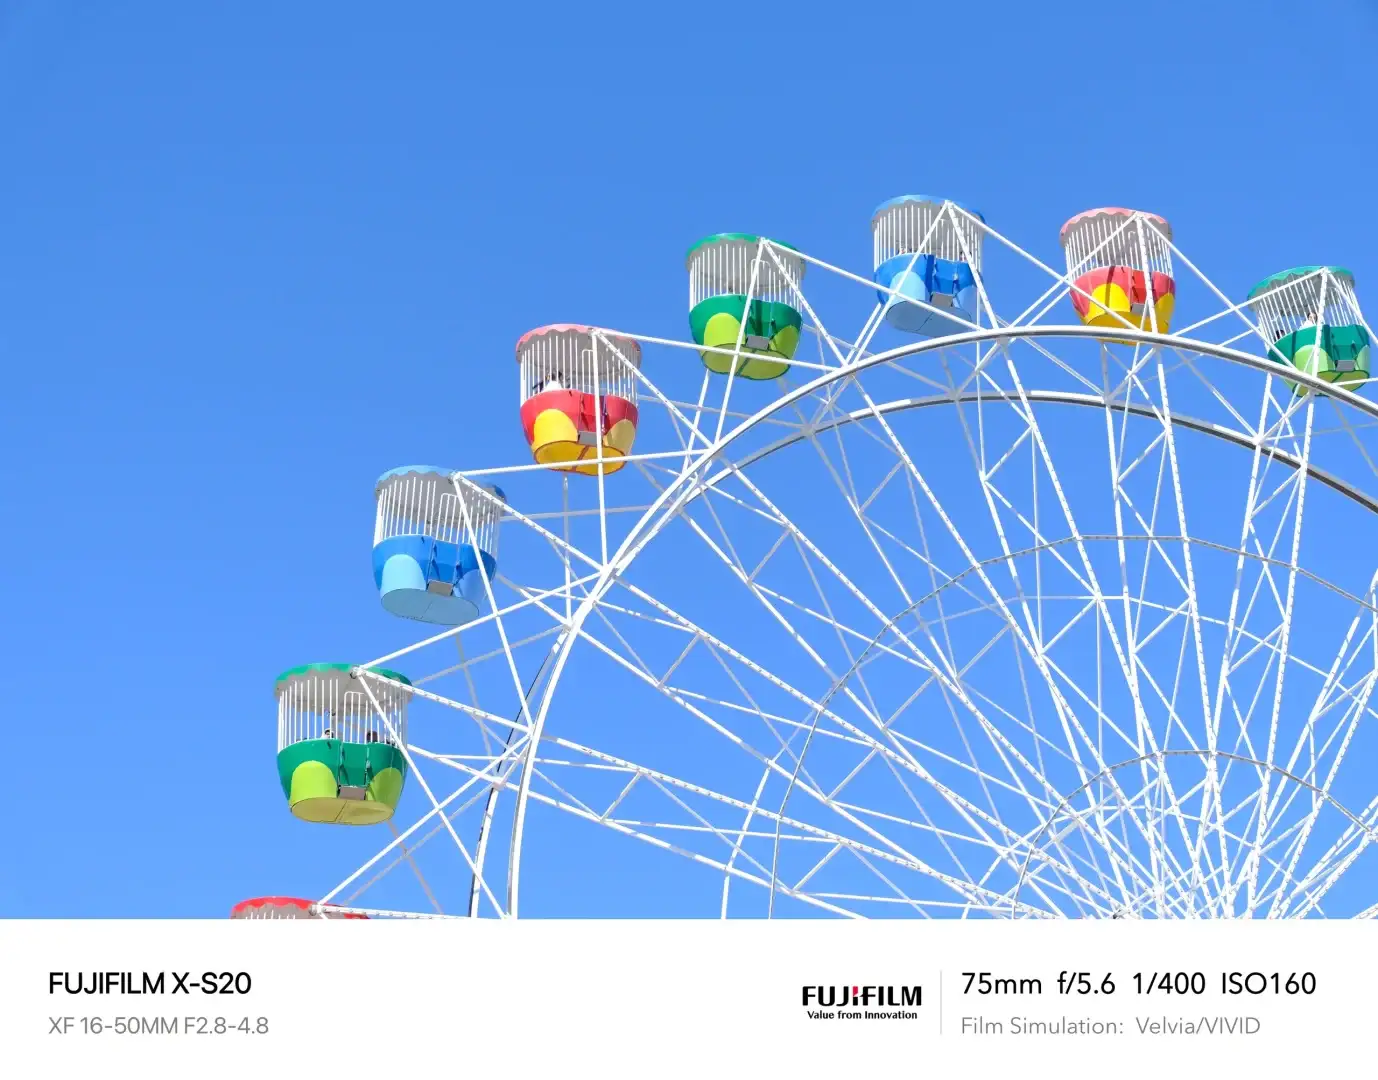 FUJIFILM X-S20
XF 16-50MM F2.8-4.8
FUJIFILM
Value from Innovation
75mm f/5.6 1/400 ISO160
Film Simulation: Velvia/VIVID